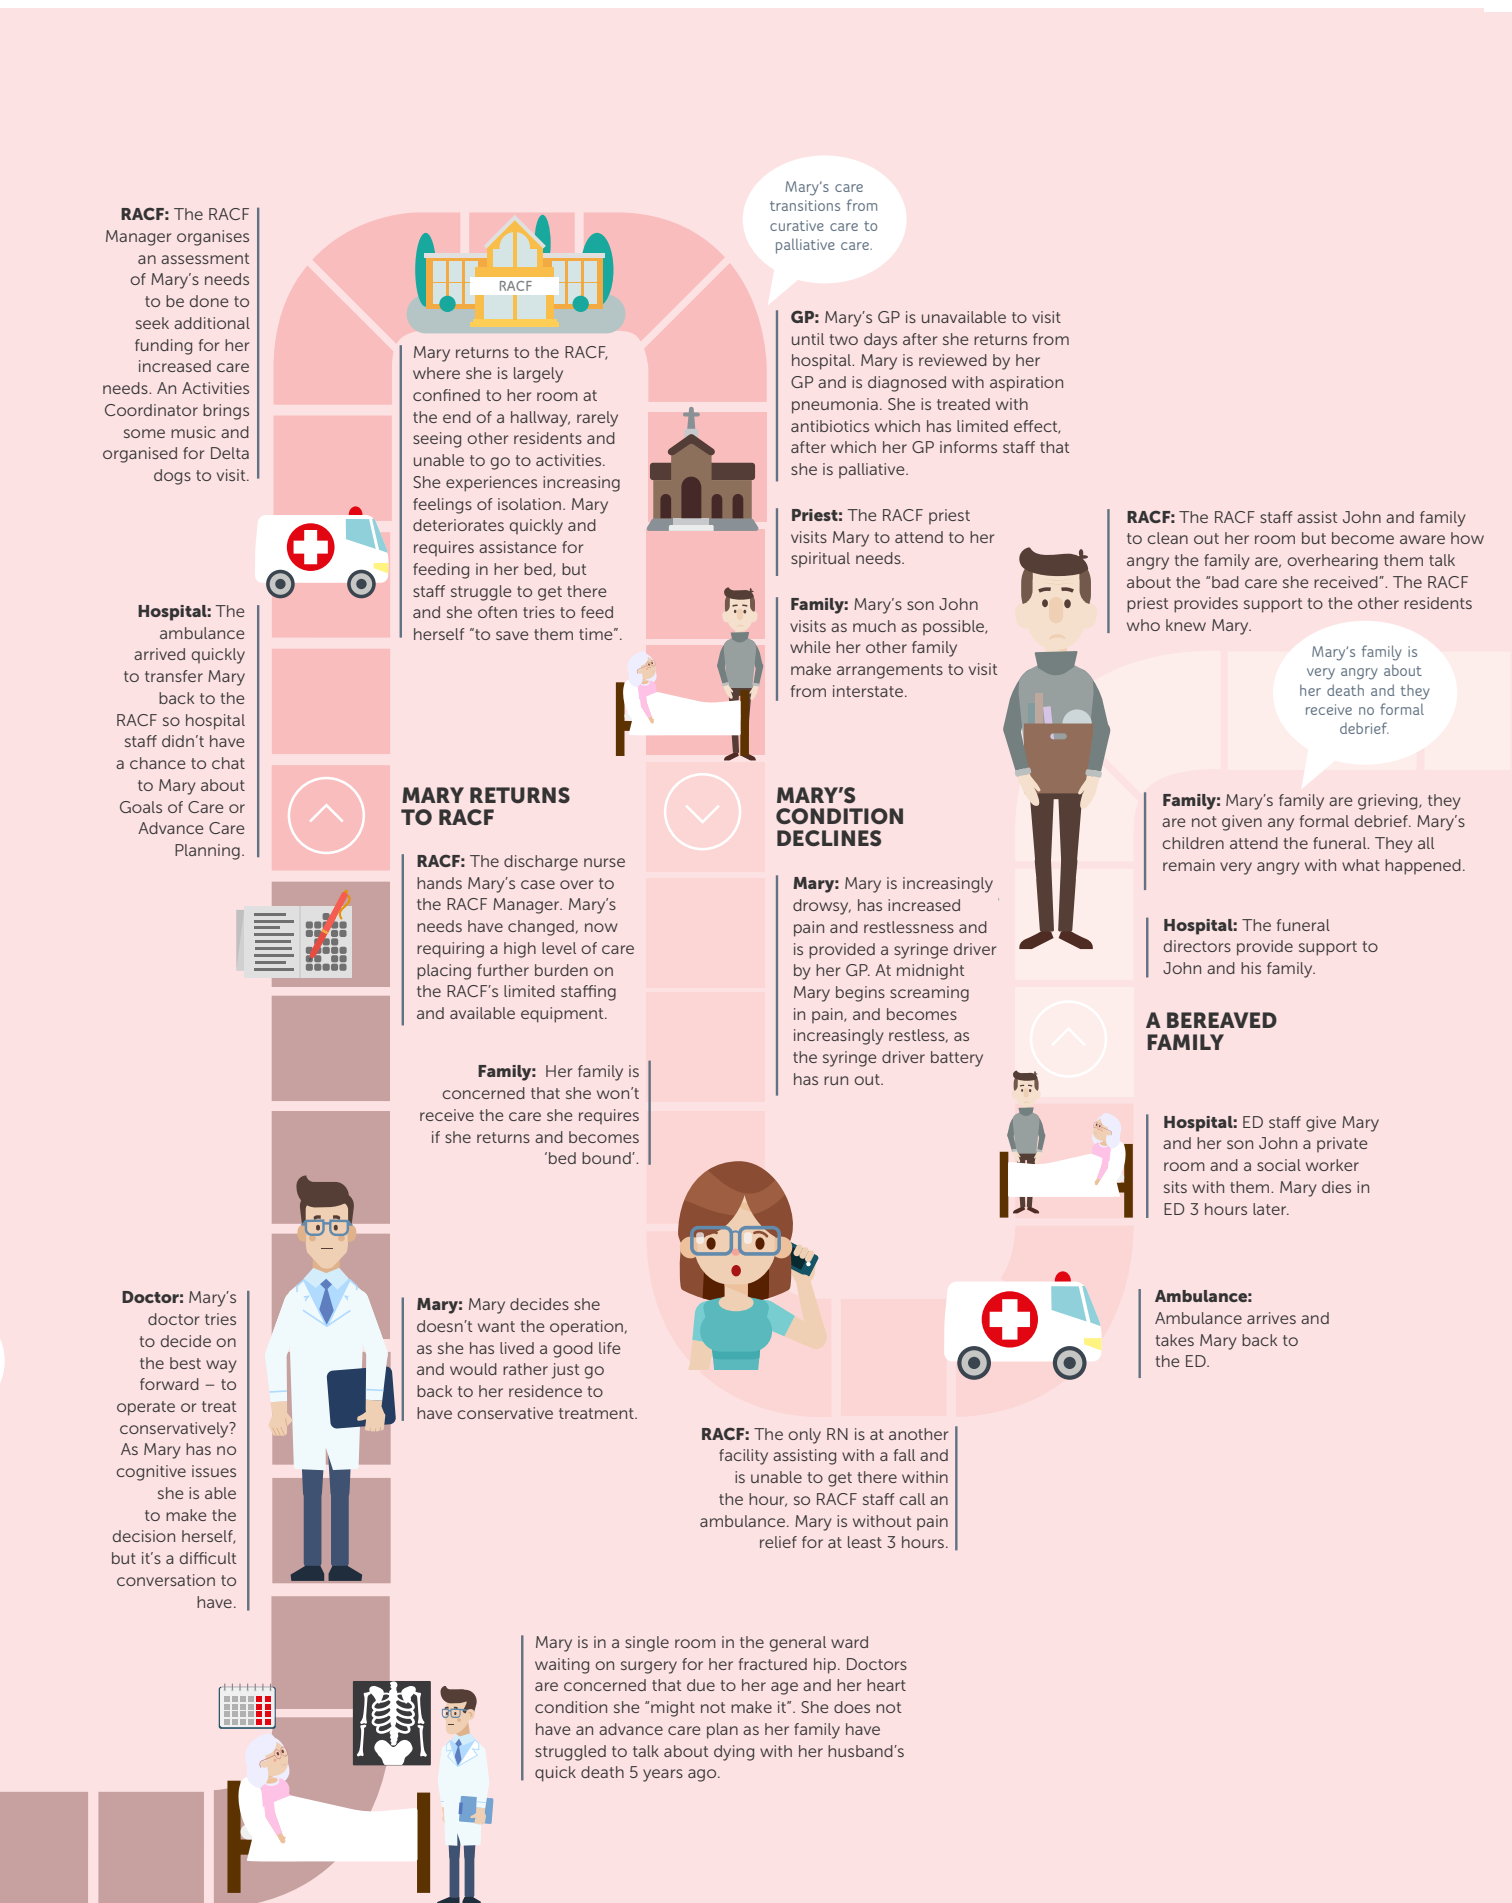 RACF: The RACF
Manager organises
an assessment
of Mary's needs
to be done to
seek additional
funding for her
increased care
needs. An Activities
Coordinator brings
some music and
organised for Delta
dogs to visit.
Hospital: The
ambulance
arrived quickly
to transfer Mary
back to the
RACF so hospital
staff didn't have
a chance to chat
to Mary about
Goals of Care or
Advance Care
Planning.
Doctor: Mary's
doctor tries
to decide on
the best way
forward – to
operate or treat
conservatively?
As Mary has no
cognitive issues
she is able
to make the
decision herself,
but it's a difficult
conversation to
have.
RACF
Mary returns to the RACF,
where she is largely
confined to her room at
the end of a hallway, rarely
seeing other residents and
unable to go to activities.
She experiences increasing
feelings of isolation. Mary
deteriorates quickly and
requires assistance for
feeding in her bed, but
staff struggle to get there
and she often tries to feed
herself "to save them time".
MARY RETURNS
TO RACF
RACF: The discharge nurse
hands Mary's case over to
the RACF Manager. Mary's
needs have changed, now
requiring a high level of care
placing further burden on
the RACF's limited staffing
and available equipment.
Family: Her family is
concerned that she won't
receive the care she requires
if she returns and becomes
'bed bound'.
Mary: Mary decides she
doesn't want the operation,
as she has lived a good life
and would rather just go
back to her residence to
have conservative treatment.
Mary is in a single room in the general ward
waiting on surgery for her fractured hip. Doctors
are concerned that due to her age and her heart
condition she "might not make it". She does not
have an advance care plan as her family have
struggled to talk about dying with her husband's
quick death 5 years ago.
Mary's care
transitions from
curative care to
palliative care.
GP: Mary's GP is unavailable to visit
until two days after she returns from
hospital. Mary is reviewed by her
GP and is diagnosed with aspiration
pneumonia. She is treated with
antibiotics which has limited effect,
after which her GP informs staff that
she is palliative.
Priest: The RACF priest
visits Mary to attend to her
spiritual needs.
Family: Mary's son John
visits as much as possible,
while her other family
make arrangements to visit
from interstate.
MARY'S
CONDITION
DECLINES
Mary: Mary is increasingly
drowsy, has increased
pain and restlessness and
is provided a syringe driver
by her GP. At midnight
Mary begins screaming
in pain, and becomes
increasingly restless, as
the syringe driver battery
has run out.
RACF: The only RN is at another
facility assisting with a fall and
is unable to get there within
the hour, so RACF staff call an
ambulance. Mary is without pain
relief for at least 3 hours.
RACF: The RACF staff assist John and family
to clean out her room but become aware how
angry the family are, overhearing them talk
about the "bad care she received". The RACF
priest provides support to the other residents
who knew Mary.
Mary's family is
very angry about
her death and they
receive no formal
debrief.
Family: Mary's family are grieving, they
are not given any formal debrief. Mary's
children attend the funeral. They all
remain very angry with what happened.
Hospital: The funeral
directors provide support to
John and his family.
A BEREAVED
FAMILY
Hospital: ED staff give Mary
and her son John a private
room and a social worker
sits with them. Mary dies in
ED 3 hours later.
Ambulance:
Ambulance arrives and
takes Mary back to
the ED.